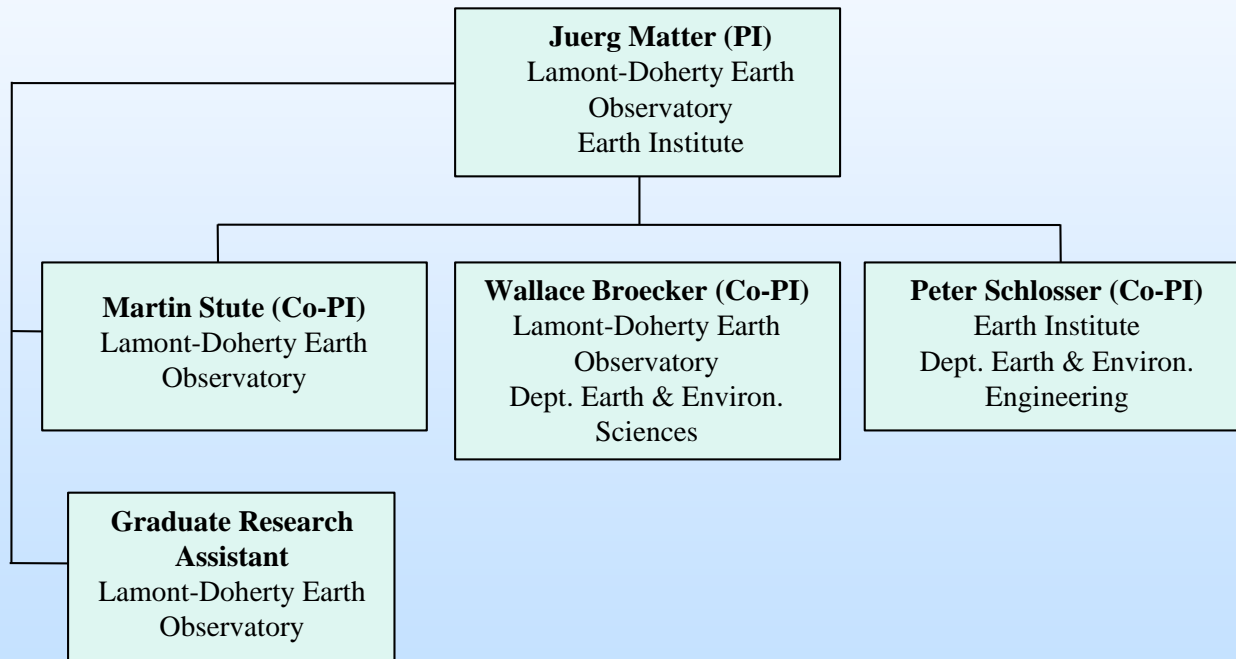 Juerg Matter (PI)
Lamont-Doherty Earth
Observatory
Earth Institute
Martin Stute (Co-PI)
Lamont-Doherty Earth
Observatory
Wallace Broecker (Co-PI)
Lamont-Doherty Earth
Observatory
Dept. Earth & Environ.
Sciences
Peter Schlosser (Co-PI)
Earth Institute
Dept. Earth & Environ.
Engineering
Graduate Research
Assistant
Lamont-Doherty Earth
Observatory